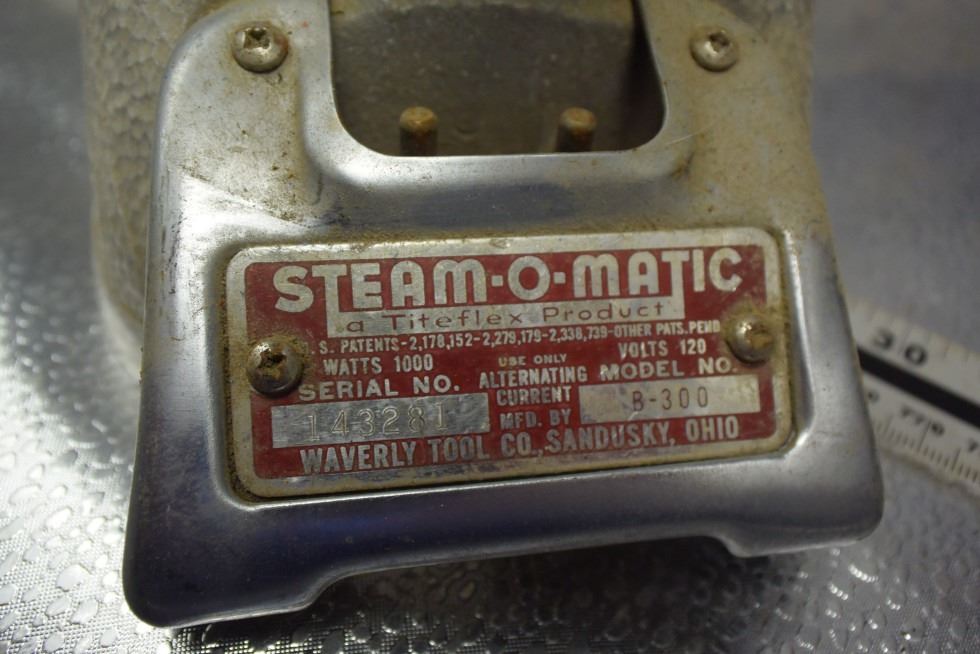 STEAM-O-MATIC
a Titeflex Product
S. PATENTS-2,178,152-2,279,179-2,338,739-OTHER PATS. PEND
WATTS 1000 USE ONLY VOLTS 120
SERIAL NO. ALTERNATING MODEL NO.
143281 CURRENT B-300
MFD. BY
WAVERLY TOOL CO., SANDUSKY, OHIO
30